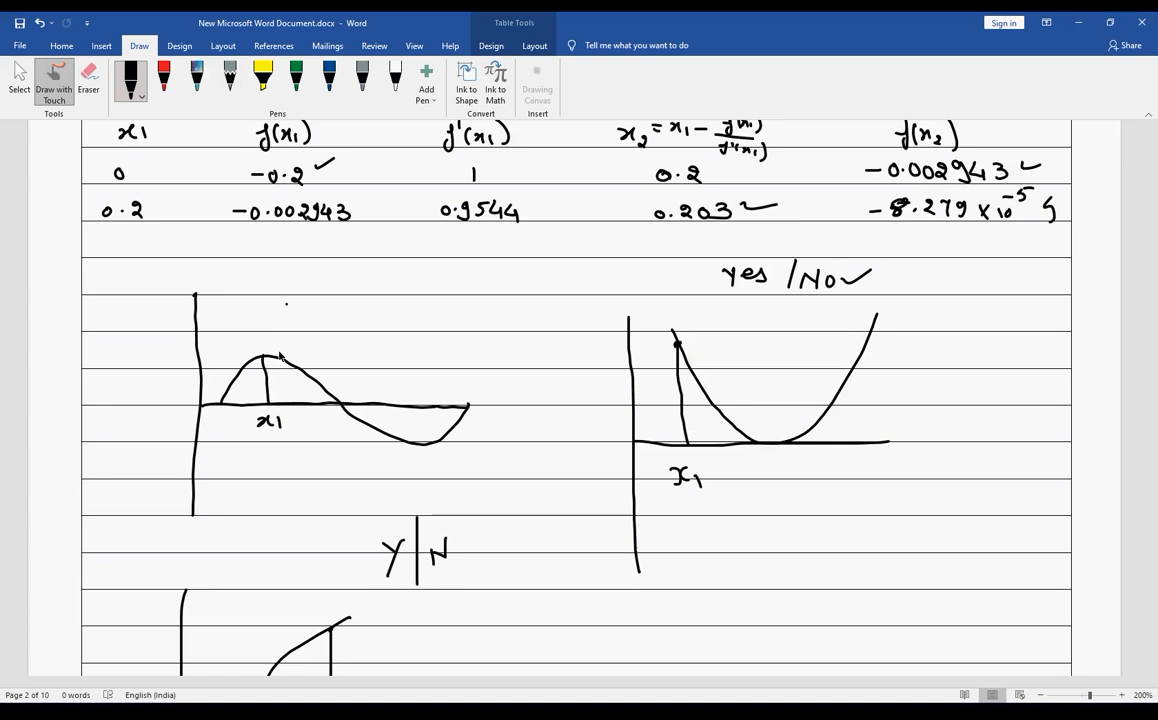 New Microsoft Word Document.docx - Word
Table Tools
Sign in
File Home Insert Draw Design Layout References Mailings Review View Help Design Layout Tell me what you want to do Share
Select Draw with Touch Eraser Add Pen Ink to Shape Ink to Math Drawing Canvas
Tools Pens Convert Insert
x1 f(x1) f'(x1) x2 = x1 - f(x1)/f'(x1) f(x2)
0 -0.2 ✓ 1 0.2 -0.002943 ✓
0.2 -0.002943 0.9544 0.203 ✓ -8.279 × 10^-5
Yes / No ✓
x1
x1
Y | N
Page 2 of 10 0 words English (India) 200%